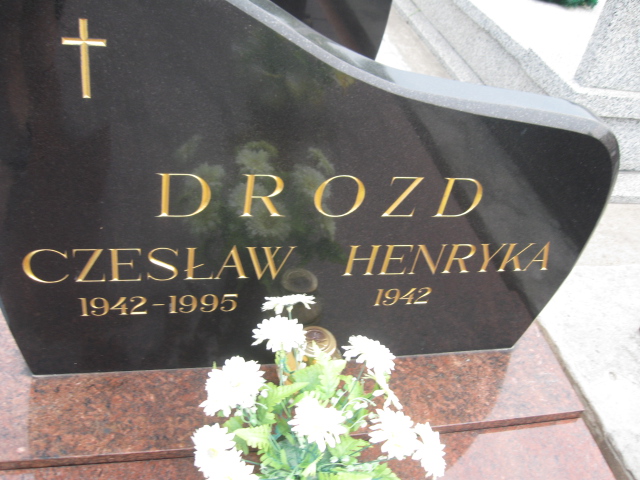 DROZD
CZESŁAW HENRYKA
1942-1995 1942